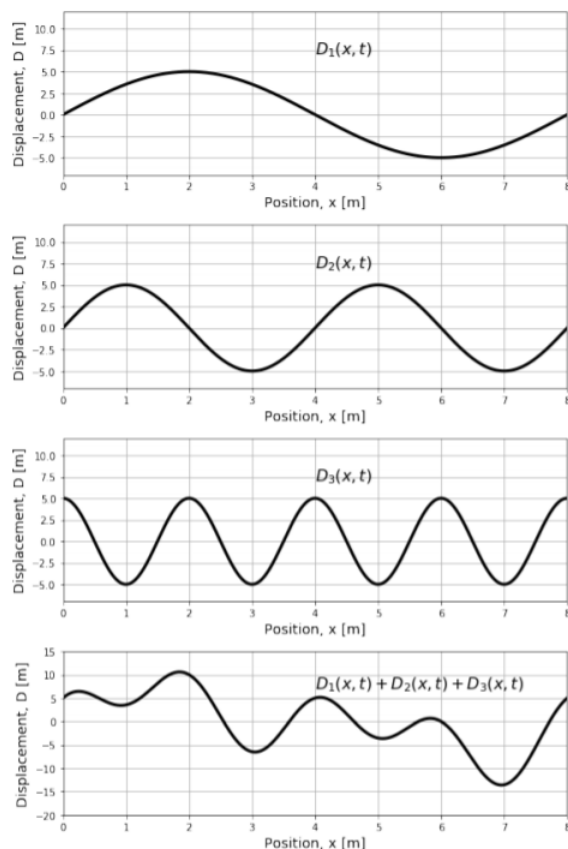 Displacement, D [m]
10.0
7.5
5.0
2.5
0.0
−2.5
−5.0
D₁(x, t)
0 1 2 3 4 5 6 7 8
Position, x [m]
Displacement, D [m]
10.0
7.5
5.0
2.5
0.0
−2.5
−5.0
D₂(x, t)
0 1 2 3 4 5 6 7 8
Position, x [m]
Displacement, D [m]
10.0
7.5
5.0
2.5
0.0
−2.5
−5.0
D₃(x, t)
0 1 2 3 4 5 6 7 8
Position, x [m]
Displacement, D [m]
15
10
5
0
−5
−10
−15
−20
D₁(x, t) + D₂(x, t) + D₃(x, t)
0 1 2 3 4 5 6 7 8
Position, x [m]